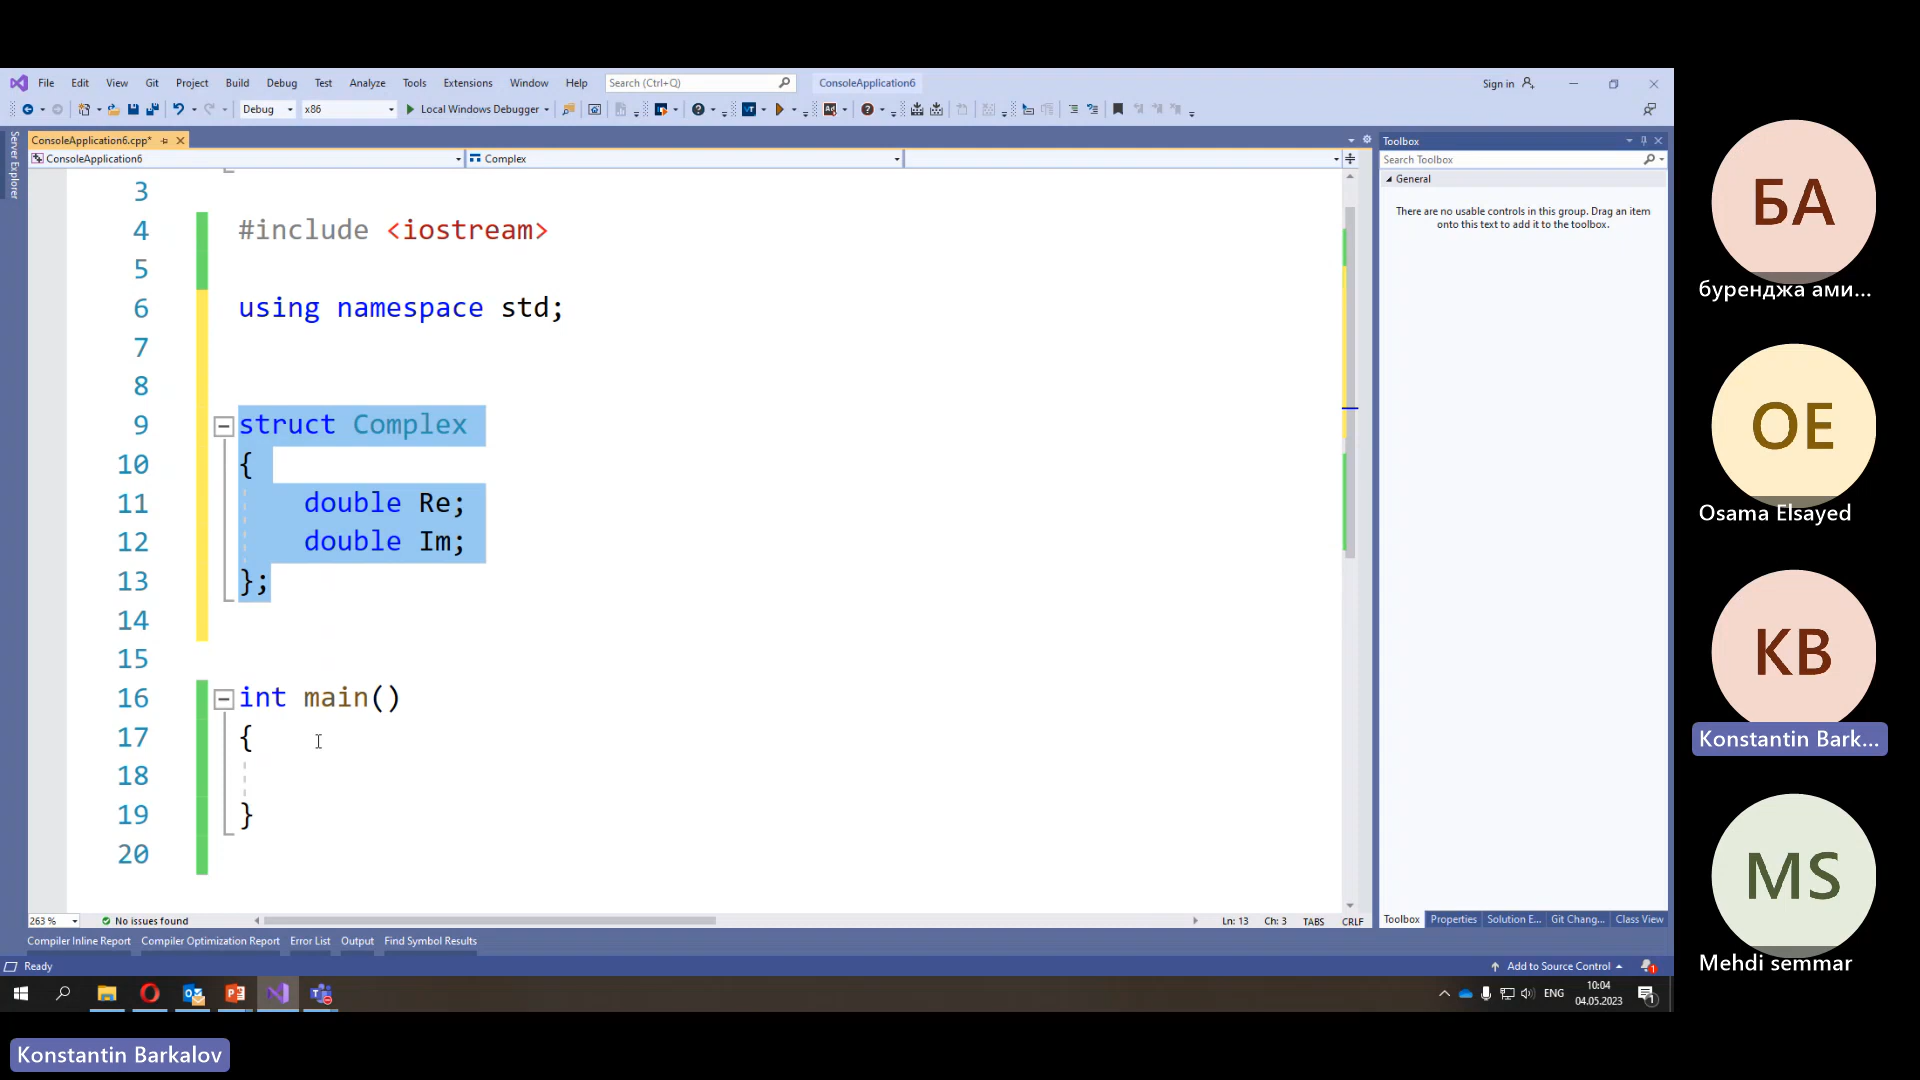 File Edit View Git Project Build Debug Test Analyze Tools Extensions Window Help Search (Ctrl+Q) ConsoleApplication6 Sign in
Debug x86 Local Windows Debugger
Server Explorer
ConsoleApplication6.cpp*
ConsoleApplication6 Complex
3
4 #include <iostream>
5
6 using namespace std;
7
8
9 struct Complex
10 {
11 double Re;
12 double Im;
13 };
14
15
16 int main()
17 {
18
19 }
20
263 % No issues found Ln: 13 Ch: 3 TABS CRLF
Toolbox
Search Toolbox
General
There are no usable controls in this group. Drag an item
onto this text to add it to the toolbox.
Toolbox Properties Solution E... Git Chang... Class View
Compiler Inline Report Compiler Optimization Report Error List Output Find Symbol Results
Ready Add to Source Control 1
ENG 10:04
04.05.2023 1
БА
буренджа ами...
OE
Osama Elsayed
KB
Konstantin Bark...
MS
Mehdi semmar
Konstantin Barkalov